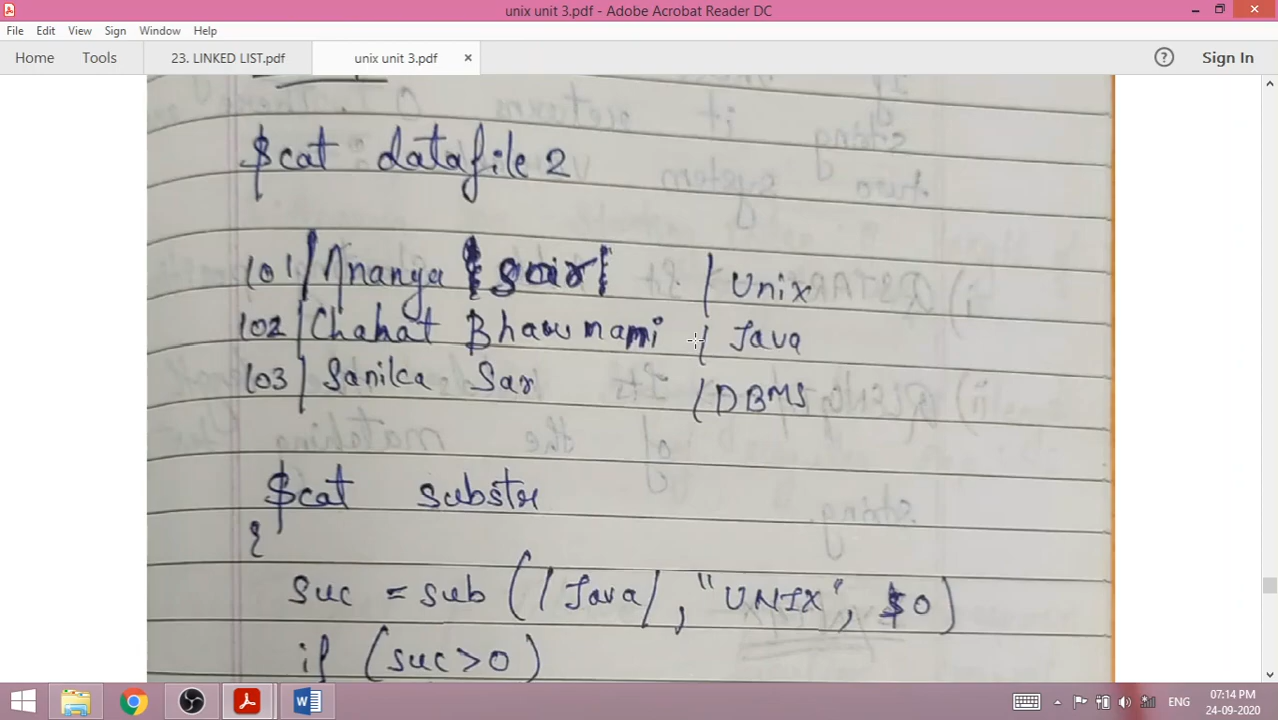 unix unit 3.pdf - Adobe Acrobat Reader DC
File Edit View Sign Window Help
Home Tools 23. LINKED LIST.pdf unix unit 3.pdf × Sign In
$cat datafile 2
101 | Ananya | Unix
102 | Chahat | Java
103 | Sanika Sar | DBMS
$cat substr
{
suc = sub (/Java/, "UNIX", $0)
if (suc>0)
ENG
07:14 PM
24-09-2020